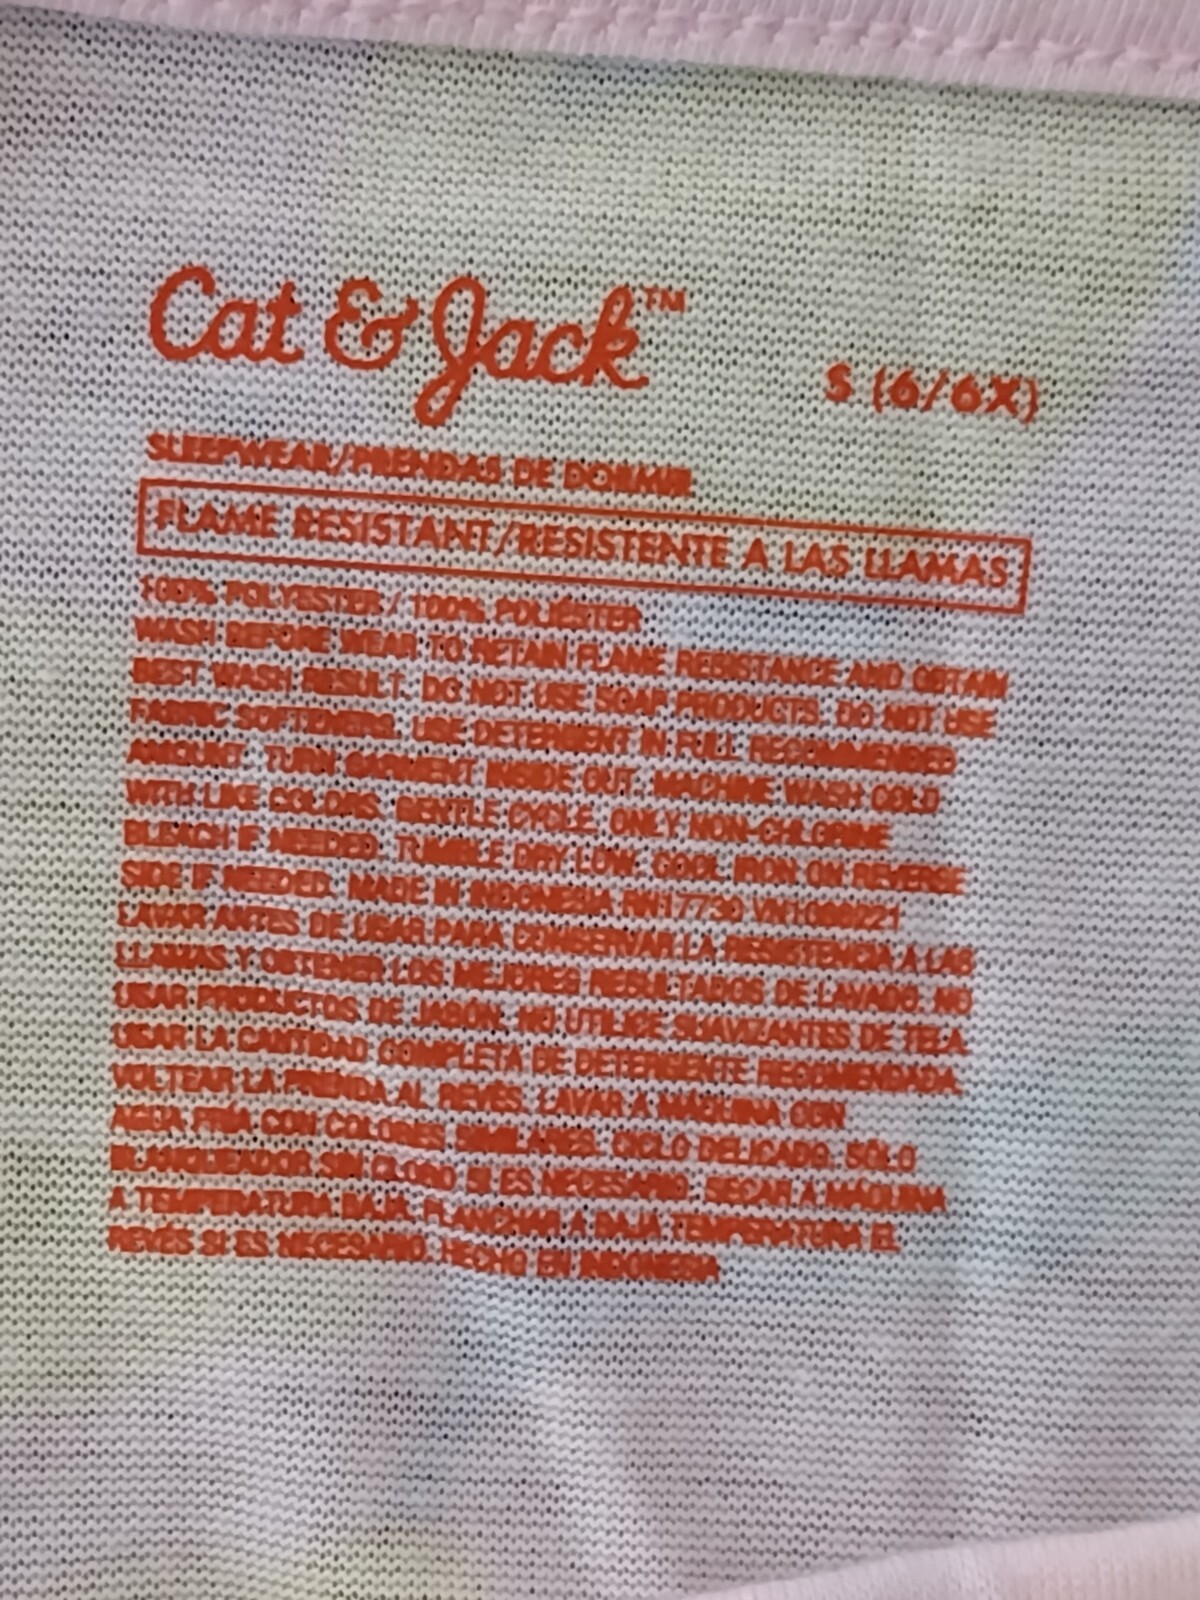 Cat & Jack™
S (6/6X)
SLEEPWEAR/PRENDAS DE DORMIR
FLAME RESISTANT/RESISTENTE A LAS LLAMAS
100% POLYESTER / 100% POLIÉSTER
WASH BEFORE WEAR TO RETAIN FLAME RESISTANCE AND OBTAIN
BEST WASH RESULT. DO NOT USE SOAP PRODUCTS. DO NOT USE
FABRIC SOFTENERS. USE DETERGENT IN FULL RECOMMENDED
AMOUNT. TURN GARMENT INSIDE OUT. MACHINE WASH COLD
WITH LIKE COLORS. GENTLE CYCLE. ONLY NON-CHLORINE
BLEACH IF NEEDED. TUMBLE DRY LOW. COOL IRON ON REVERSE
SIDE IF NEEDED. MADE IN INDONESIA RN17730
LAVAR ANTES DE USAR PARA CONSERVAR LA RESISTENCIA A LAS
LLAMAS Y OBTENER LOS MEJORES RESULTADOS DE LAVADO. NO
USAR PRODUCTOS DE JABÓN. NO UTILICE SUAVIZANTES DE TELA.
USAR LA CANTIDAD COMPLETA DE DETERGENTE RECOMENDADA.
VOLTEAR LA PRENDA AL REVÉS. LAVAR A MÁQUINA CON
AGUA FRÍA CON COLORES SIMILARES. CICLO DELICADO. SÓLO
BLANQUEADOR SIN CLORO SI ES NECESARIO. SECAR A MÁQUINA
A TEMPERATURA BAJA. PLANCHAR A BAJA TEMPERATURA EL
REVÉS SI ES NECESARIO. HECHO EN INDONESIA